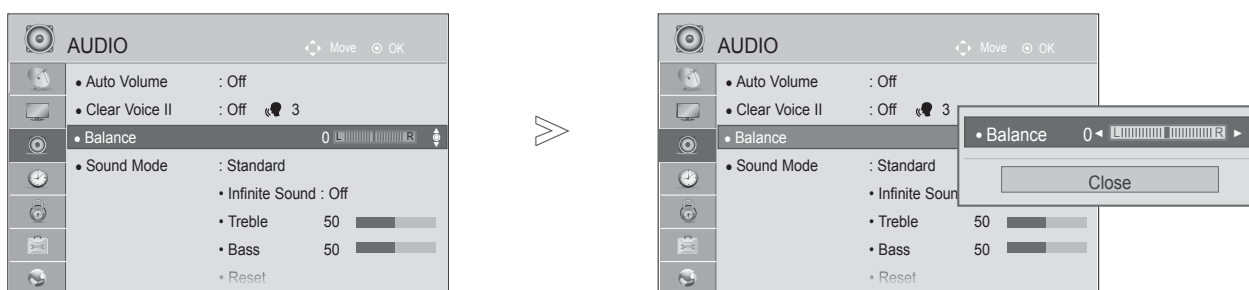 AUDIO Move OK
• Auto Volume : Off
• Clear Voice II : Off 3
• Balance 0 L R
• Sound Mode : Standard
• Infinite Sound : Off
• Treble 50
• Bass 50
• Reset
AUDIO Move OK
• Auto Volume : Off
• Clear Voice II : Off 3
• Balance
• Sound Mode : Standard
• Infinite Soun
• Treble 50
• Bass 50
• Reset
• Balance 0 ◄ L R ►
Close